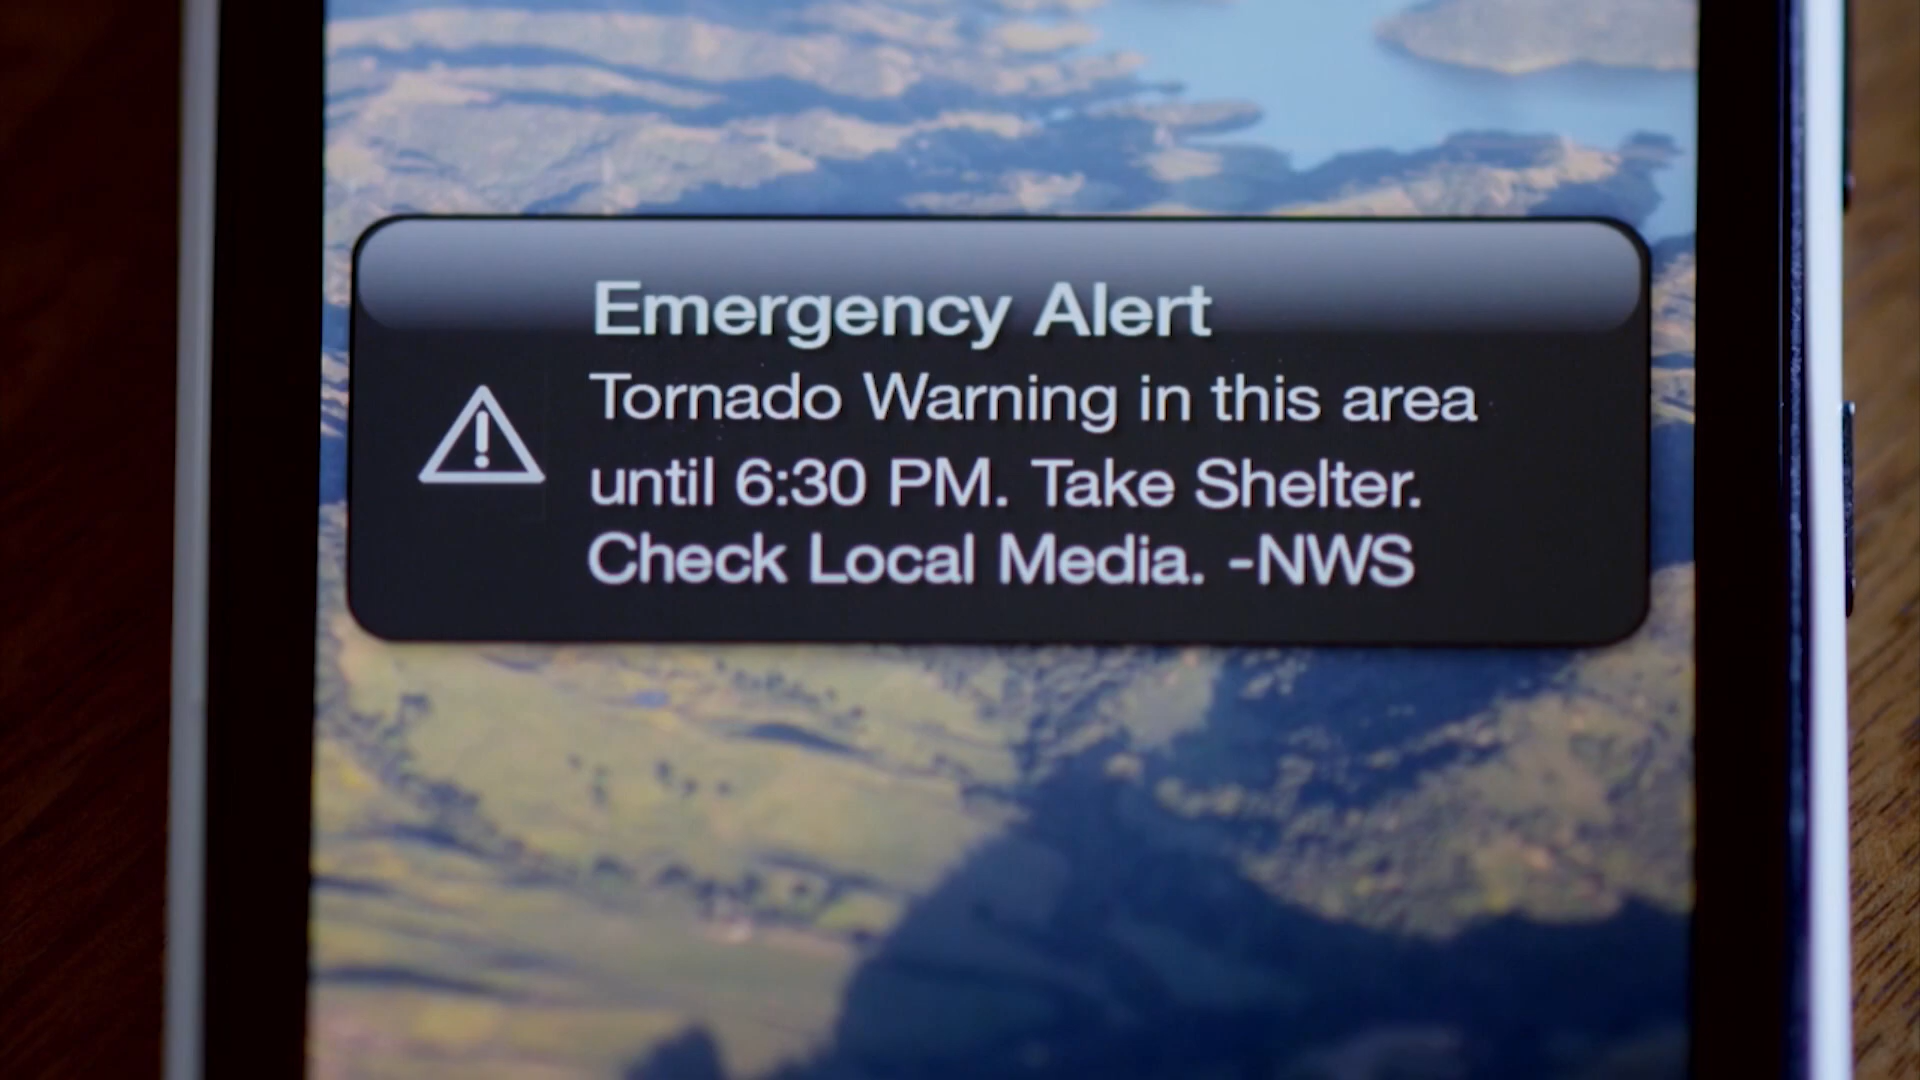 Emergency Alert
Tornado Warning in this area
until 6:30 PM. Take Shelter.
Check Local Media. -NWS